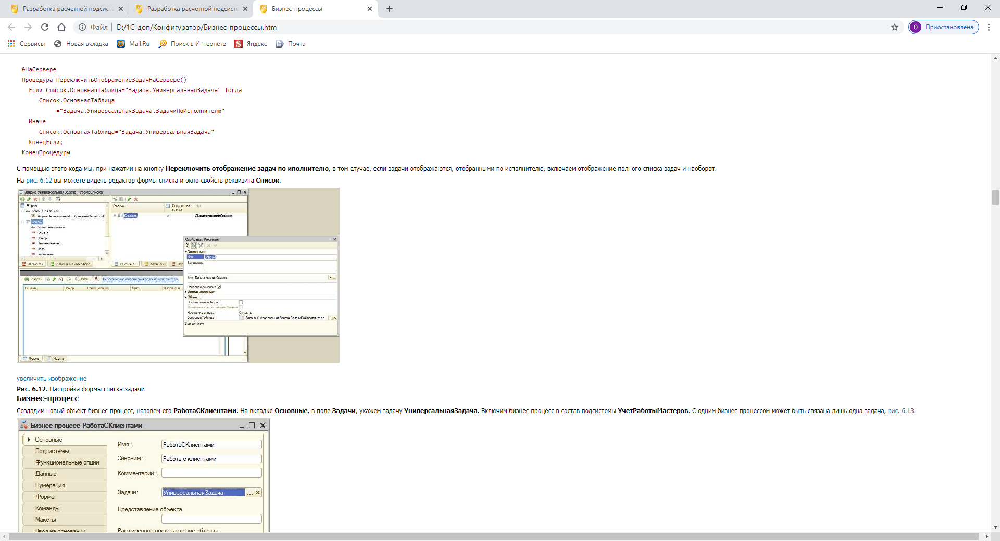 Разработка расчетной подсисте
Разработка расчетной подсисте
Бизнес-процессы
Файл
D:/1С-доп/Конфигуратор/Бизнес-процессы.htm
О
Приостановлена
Сервисы
Новая вкладка
Mail.Ru
Поиск в Интернете
Яндекс
Почта
&НаСервере
Процедура ПереключитьОтображениеЗадачНаСервере()
Если Список.ОсновнаяТаблица="Задача.УниверсальнаяЗадача" Тогда
Список.ОсновнаяТаблица
="Задача.УниверсальнаяЗадача.ЗадачиПоИсполнителю"
Иначе
Список.ОсновнаяТаблица="Задача.УниверсальнаяЗадача"
КонецЕсли;
КонецПроцедуры
С помощью этого кода мы, при нажатии на кнопку Переключить отображение задач по иполнителю, в том случае, если задачи отображаются, отобранными по исполнителю, включаем отображение полного списка задач и наоборот.
На рис. 6.12 вы можете видеть редактор формы списка и окно свойств реквизита Список.
Задача УниверсальнаяЗадача: ФормаСписка
Форма
Командная панель
ФормаПереключениеОтображенияЗадачПоИс
Список
Командная панель
Ссылка
Номер
Наименование
Дата
Выполнена
Элементы
Командный интерфейс
Реквизит
Использова...
всегда
Тип
Список
ДинамическийСписок
Реквизиты
Команды
Пар
Создать
Найти...
Переключение отображения задач по исполнителю
Ссылка
Номер
Наименование
Дата
Выполнена
Форма
Модуль
Свойства: Реквизит
Основные:
Имя
Список
Заголовок
Тип
ДинамическийСписок
Основной реквизит
Использование:
Объект:
ПроизвольныйЗапрос
ДинамическоеСчитываниеДанных
Настройка списка
Открыть
ОсновнаяТаблица
Задача.УниверсальнаяЗадача.ЗадачиПоИсполнителю
Имя объекта
увеличить изображение
Рис. 6.12. Настройка формы списка задачи
Бизнес-процесс
Создадим новый объект бизнес-процесс, назовем его РаботаСКлиентами. На вкладке Основные, в поле Задачи, укажем задачу УниверсальнаяЗадача. Включим бизнес-процесс в состав подсистемы УчетРаботыМастеров. С одним бизнес-процессом может быть связана лишь одна задача, рис. 6.13.
Бизнес-процесс РаботаСКлиентами
Основные
Подсистемы
Функциональные опции
Данные
Нумерация
Формы
Команды
Макеты
Ввод на основании
Имя:
РаботаСКлиентами
Синоним:
Работа с клиентами
Комментарий:
Задачи:
УниверсальнаяЗадача
...
Представление объекта:
Расширенное представление объекта: